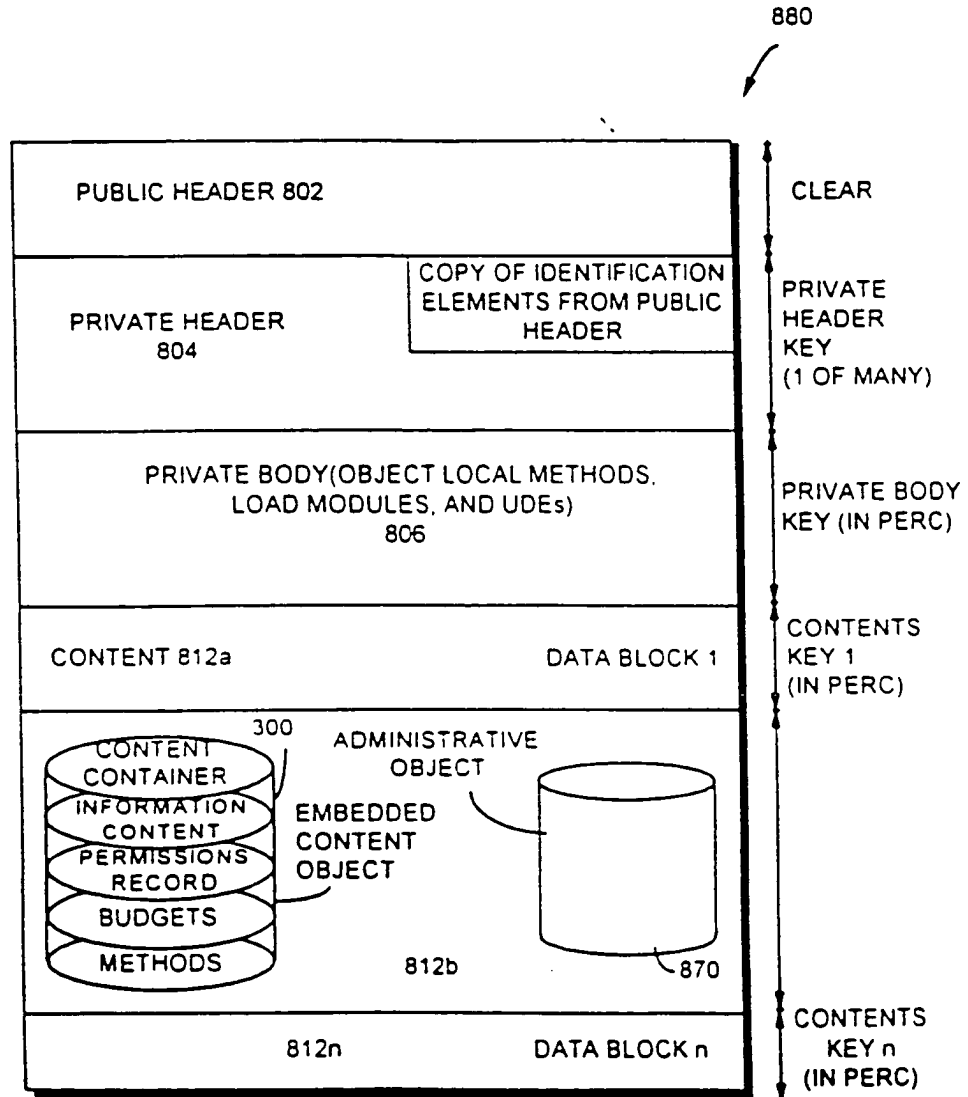 880
PUBLIC HEADER 802
CLEAR
COPY OF IDENTIFICATION
ELEMENTS FROM PUBLIC
HEADER
PRIVATE HEADER
804
PRIVATE
HEADER
KEY
(1 OF MANY)
PRIVATE BODY(OBJECT LOCAL METHODS,
LOAD MODULES, AND UDEs)
806
PRIVATE BODY
KEY (IN PERC)
CONTENT 812a
DATA BLOCK 1
CONTENTS
KEY 1
(IN PERC)
300
CONTENT
CONTAINER
INFORMATION
CONTENT
PERMISSIONS
RECORD
BUDGETS
METHODS
EMBEDDED
CONTENT
OBJECT
ADMINISTRATIVE
OBJECT
870
812b
812n
DATA BLOCK n
CONTENTS
KEY n
(IN PERC)